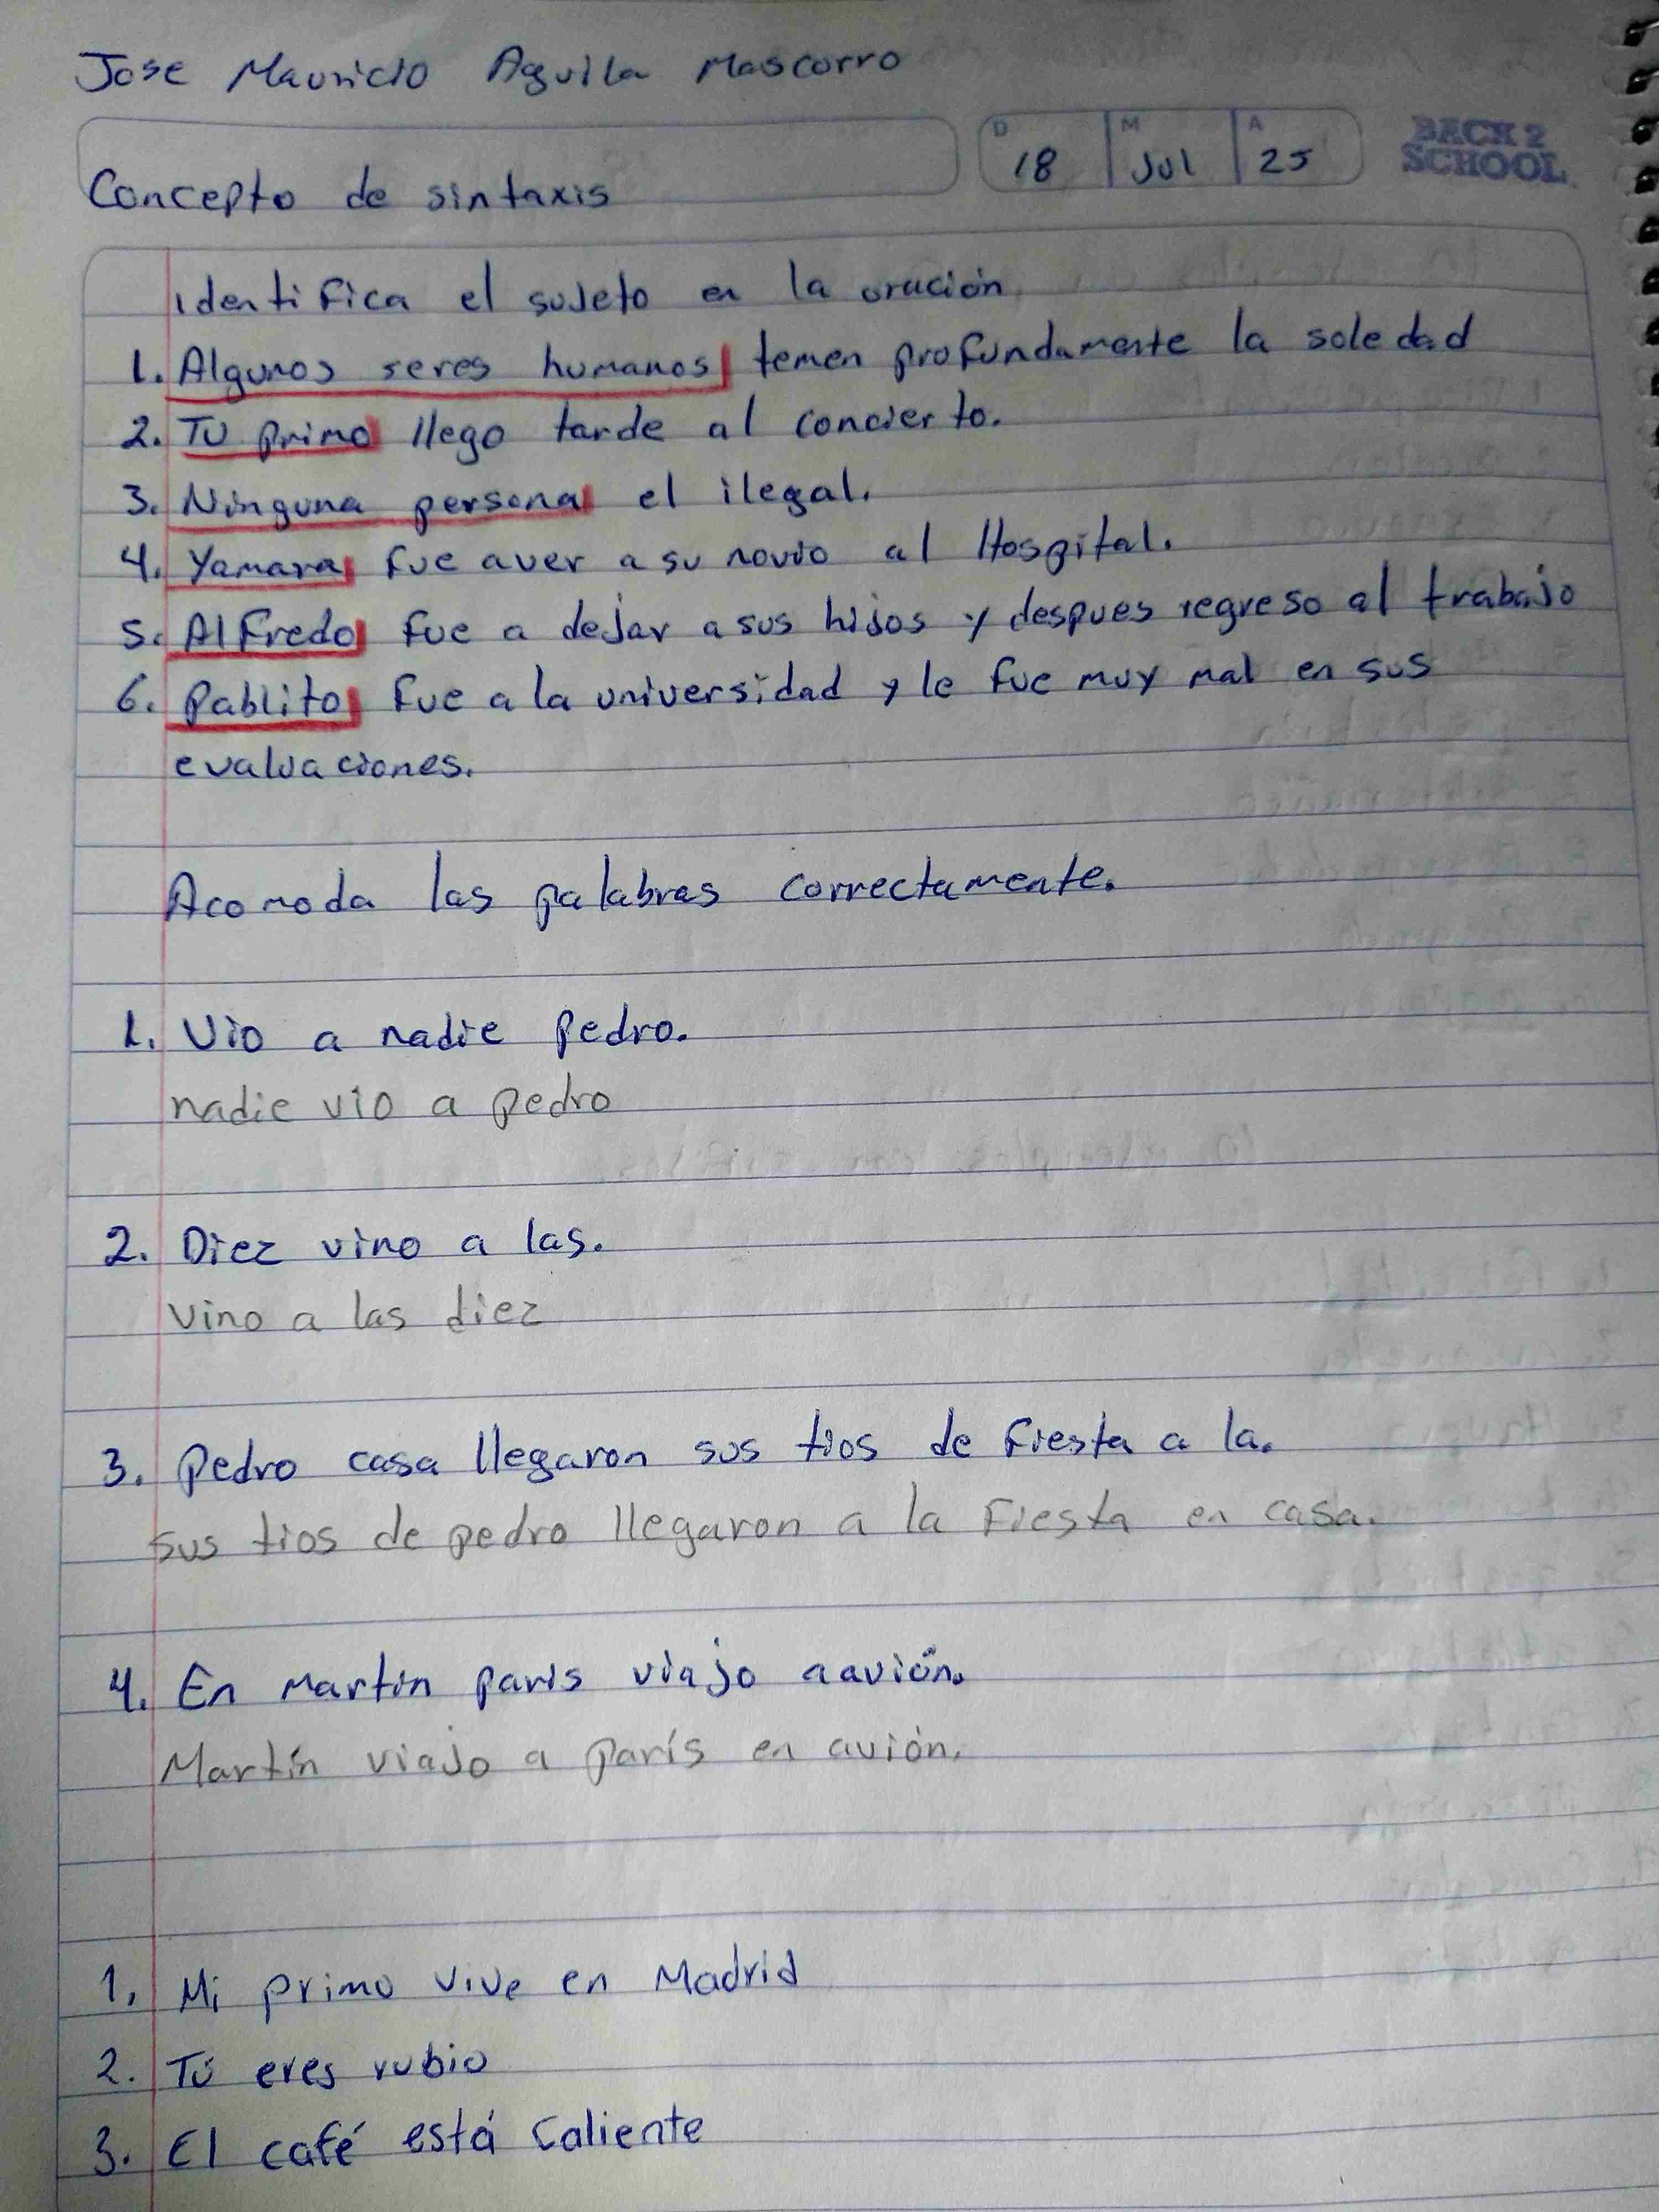 Jose Mauricio Aguila Mascorro
D M A
18 Jul 25
BACK 2
SCHOOL
Concepto de sintaxis
Identifica el sujeto en la oración
1. Algunos seres humanos temen profundamente la soledad
2. Tu primo llego tarde al concierto.
3. Ninguna persona el ilegal.
4. Yamara fue aver a su novio al Hospital.
5. Alfredo fue a dejar a sus hijos y despues regreso al trabajo
6. Pablito fue a la universidad y le fue muy mal en sus
evaluaciones.
Acomoda las palabras correctamente.
1. Vio a nadie Pedro.
nadie vio a pedro
2. Diez vino a las.
vino a las diez
3. Pedro casa llegaron sus tios de fiesta a la.
sus tios de pedro llegaron a la fiesta en casa.
4. En Martin paris viajo a avión.
Martín viajo a parís en avión.
1. Mi primo vive en Madrid
2. Tú eres rubio
3. El café está caliente